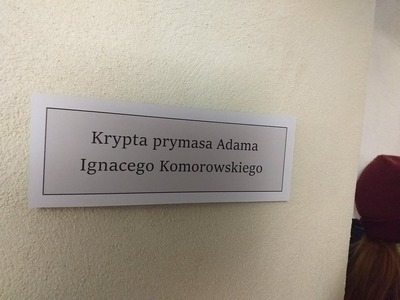 Krypta prymasa Adama
Ignacego Komorowskiego